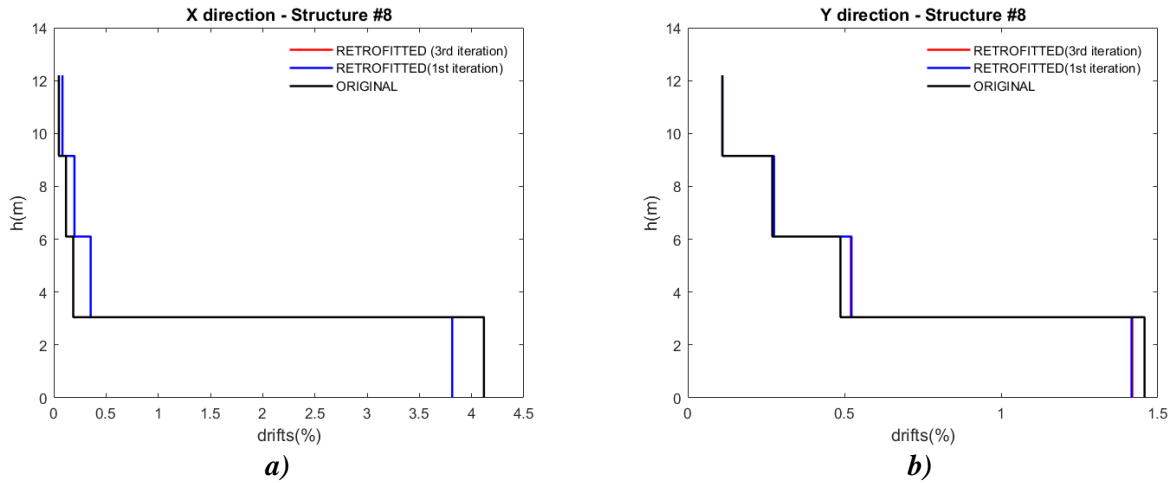 X direction - Structure #8
14
12
10
8
6
4
2
0
h(m)
RETROFITTED (3rd iteration)
RETROFITTED(1st iteration)
ORIGINAL
0 0.5 1 1.5 2 2.5 3 3.5 4 4.5
drifts(%)
a)
Y direction - Structure #8
14
12
10
8
6
4
2
0
h(m)
RETROFITTED (3rd iteration)
RETROFITTED(1st iteration)
ORIGINAL
0 0.5 1 1.5
drifts(%)
b)